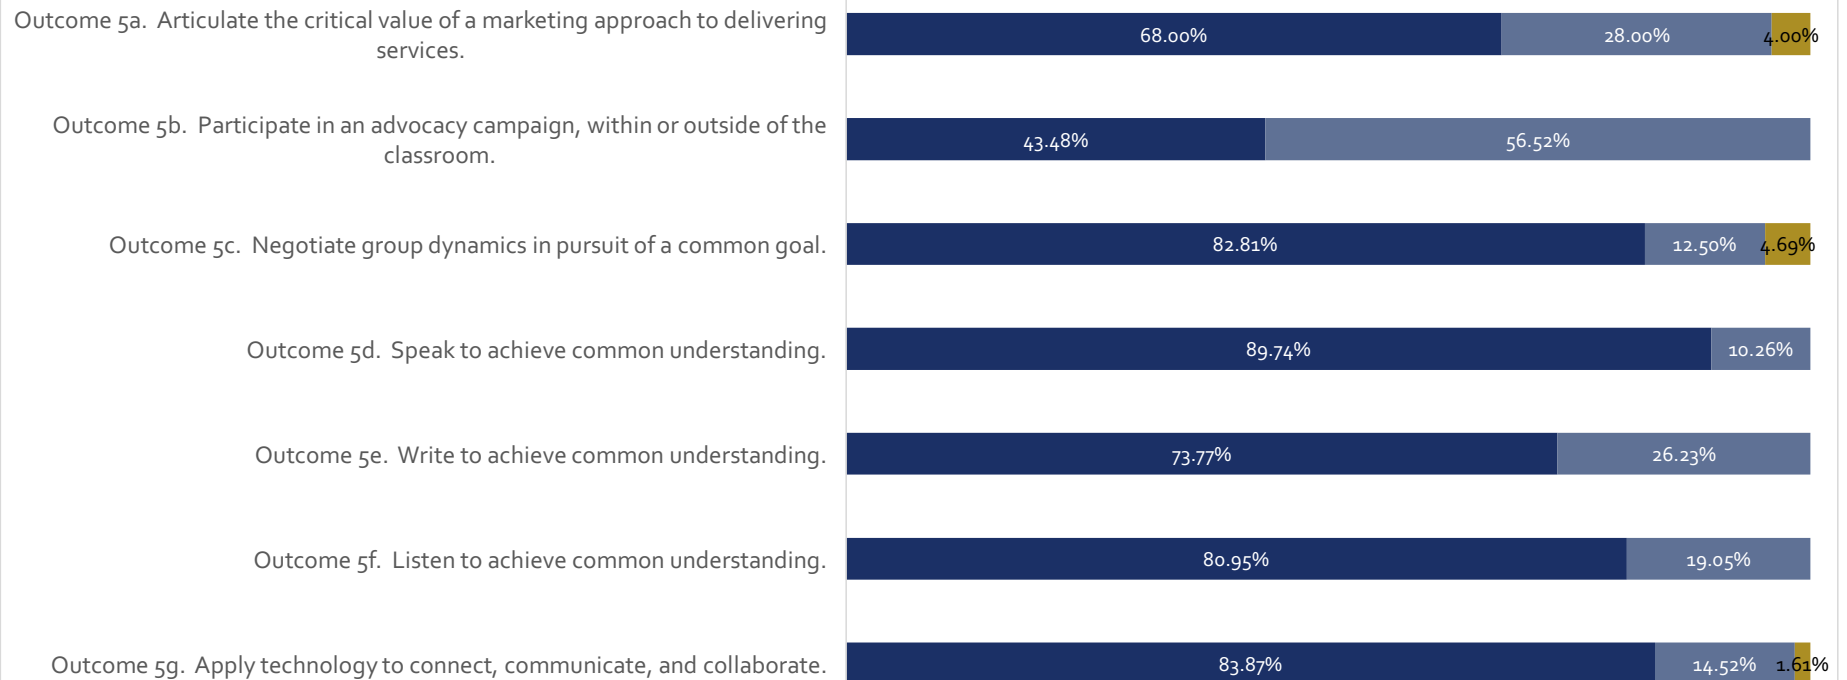 Outcome 5a.  Articulate the critical value of a marketing approach to delivering
services.
68.00%
28.00%
4.00%
Outcome 5b.  Participate in an advocacy campaign, within or outside of the
classroom.
43.48%
56.52%
Outcome 5c.  Negotiate group dynamics in pursuit of a common goal.
82.81%
12.50%
4.69%
Outcome 5d.  Speak to achieve common understanding.
89.74%
10.26%
Outcome 5e.  Write to achieve common understanding.
73.77%
26.23%
Outcome 5f.  Listen to achieve common understanding.
80.95%
19.05%
Outcome 5g.  Apply technology to connect, communicate, and collaborate.
83.87%
14.52%
1.61%